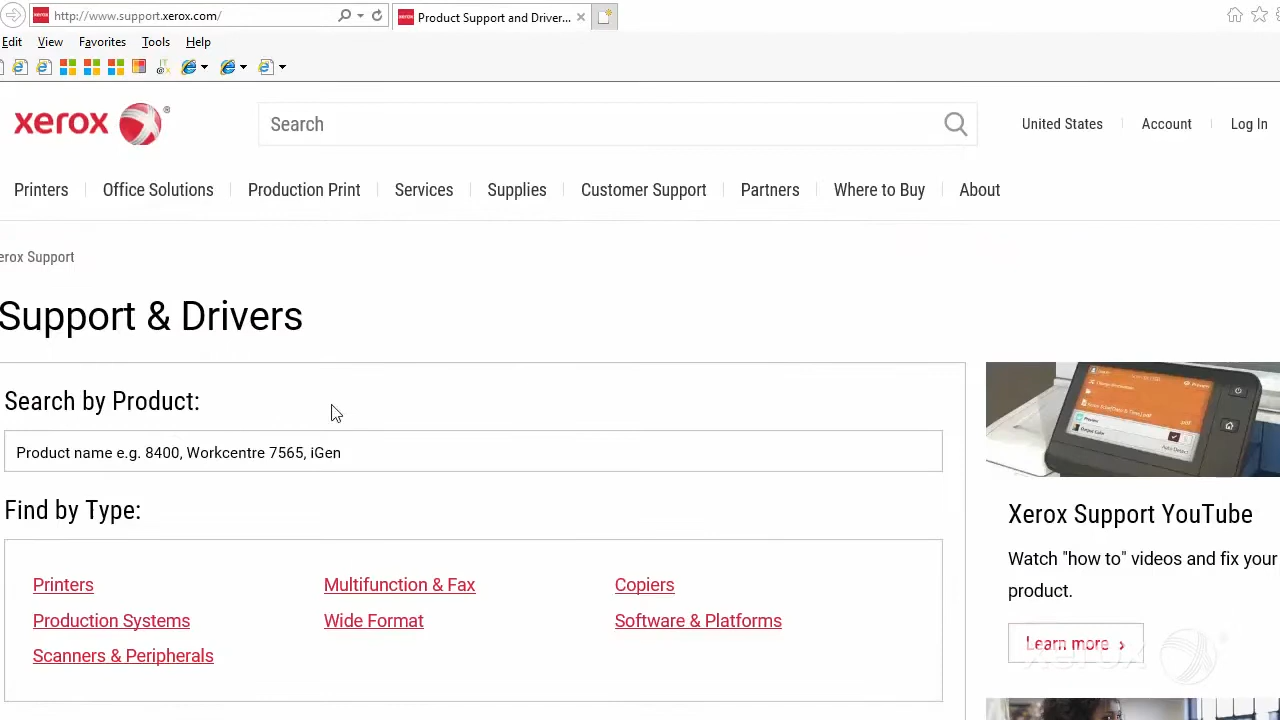 http://www.support.xerox.com/
Product Support and Driver...
Edit View Favorites Tools Help
xerox ®
Search
United States Account Log In
Printers Office Solutions Production Print Services Supplies Customer Support Partners Where to Buy About
erox Support
Support & Drivers
Search by Product:
Product name e.g. 8400, Workcentre 7565, iGen
Find by Type:
Printers Multifunction & Fax Copiers
Production Systems Wide Format Software & Platforms
Scanners & Peripherals
Xerox Support YouTube
Watch "how to" videos and fix your
product.
Learn more ›
xerox